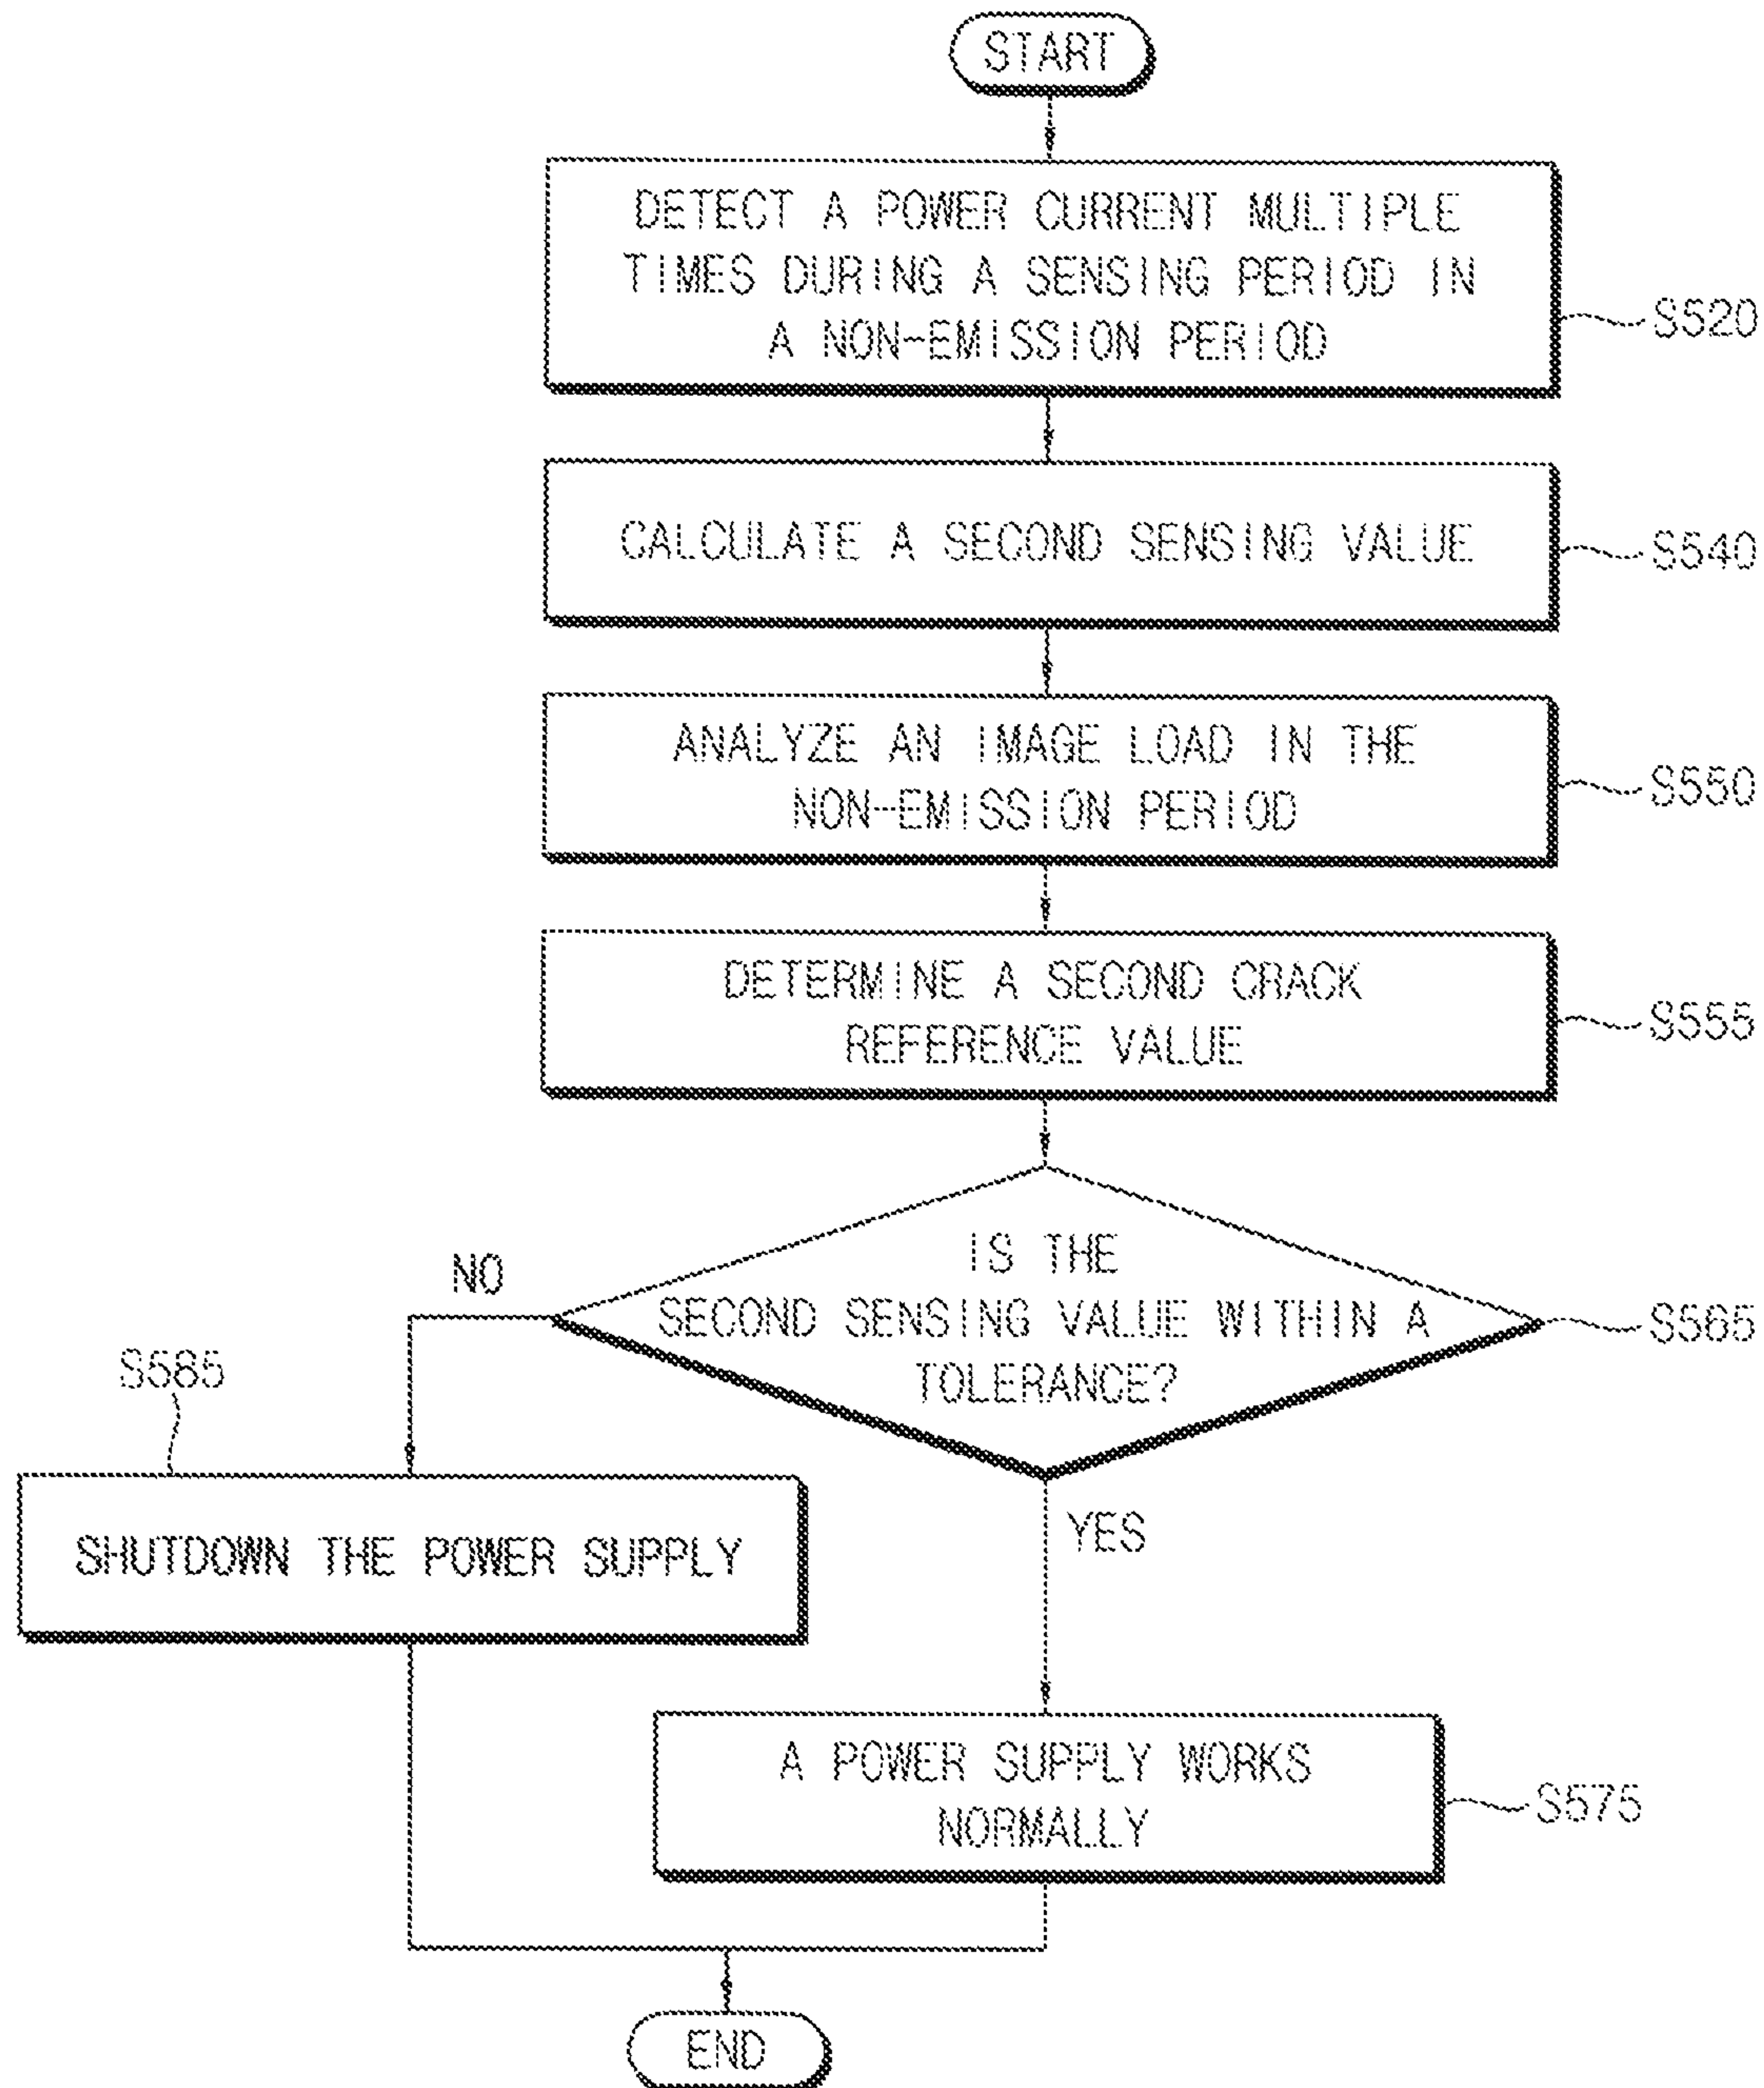 START
DETECT A POWER CURRENT MULTIPLE
TIMES DURING A SENSING PERIOD IN
A NON-EMISSION PERIOD
S520
CALCULATE A SECOND SENSING VALUE
S540
ANALYZE AN IMAGE LOAD IN THE
NON-EMISSION PERIOD
S550
DETERMINE A SECOND CRACK
REFERENCE VALUE
S555
IS THE
SECOND SENSING VALUE WITHIN A
TOLERANCE?
S565
NO
S585
SHUTDOWN THE POWER SUPPLY
YES
A POWER SUPPLY WORKS
NORMALLY
S575
END